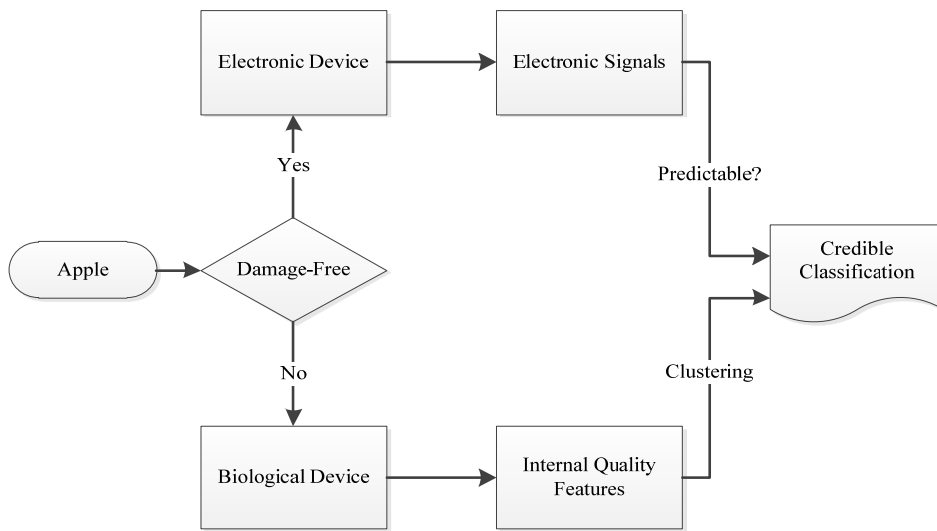 Electronic Device
Electronic Signals
Yes
Predictable?
Apple
Damage-Free
Credible
Classification
No
Clustering
Biological Device
Internal Quality
Features